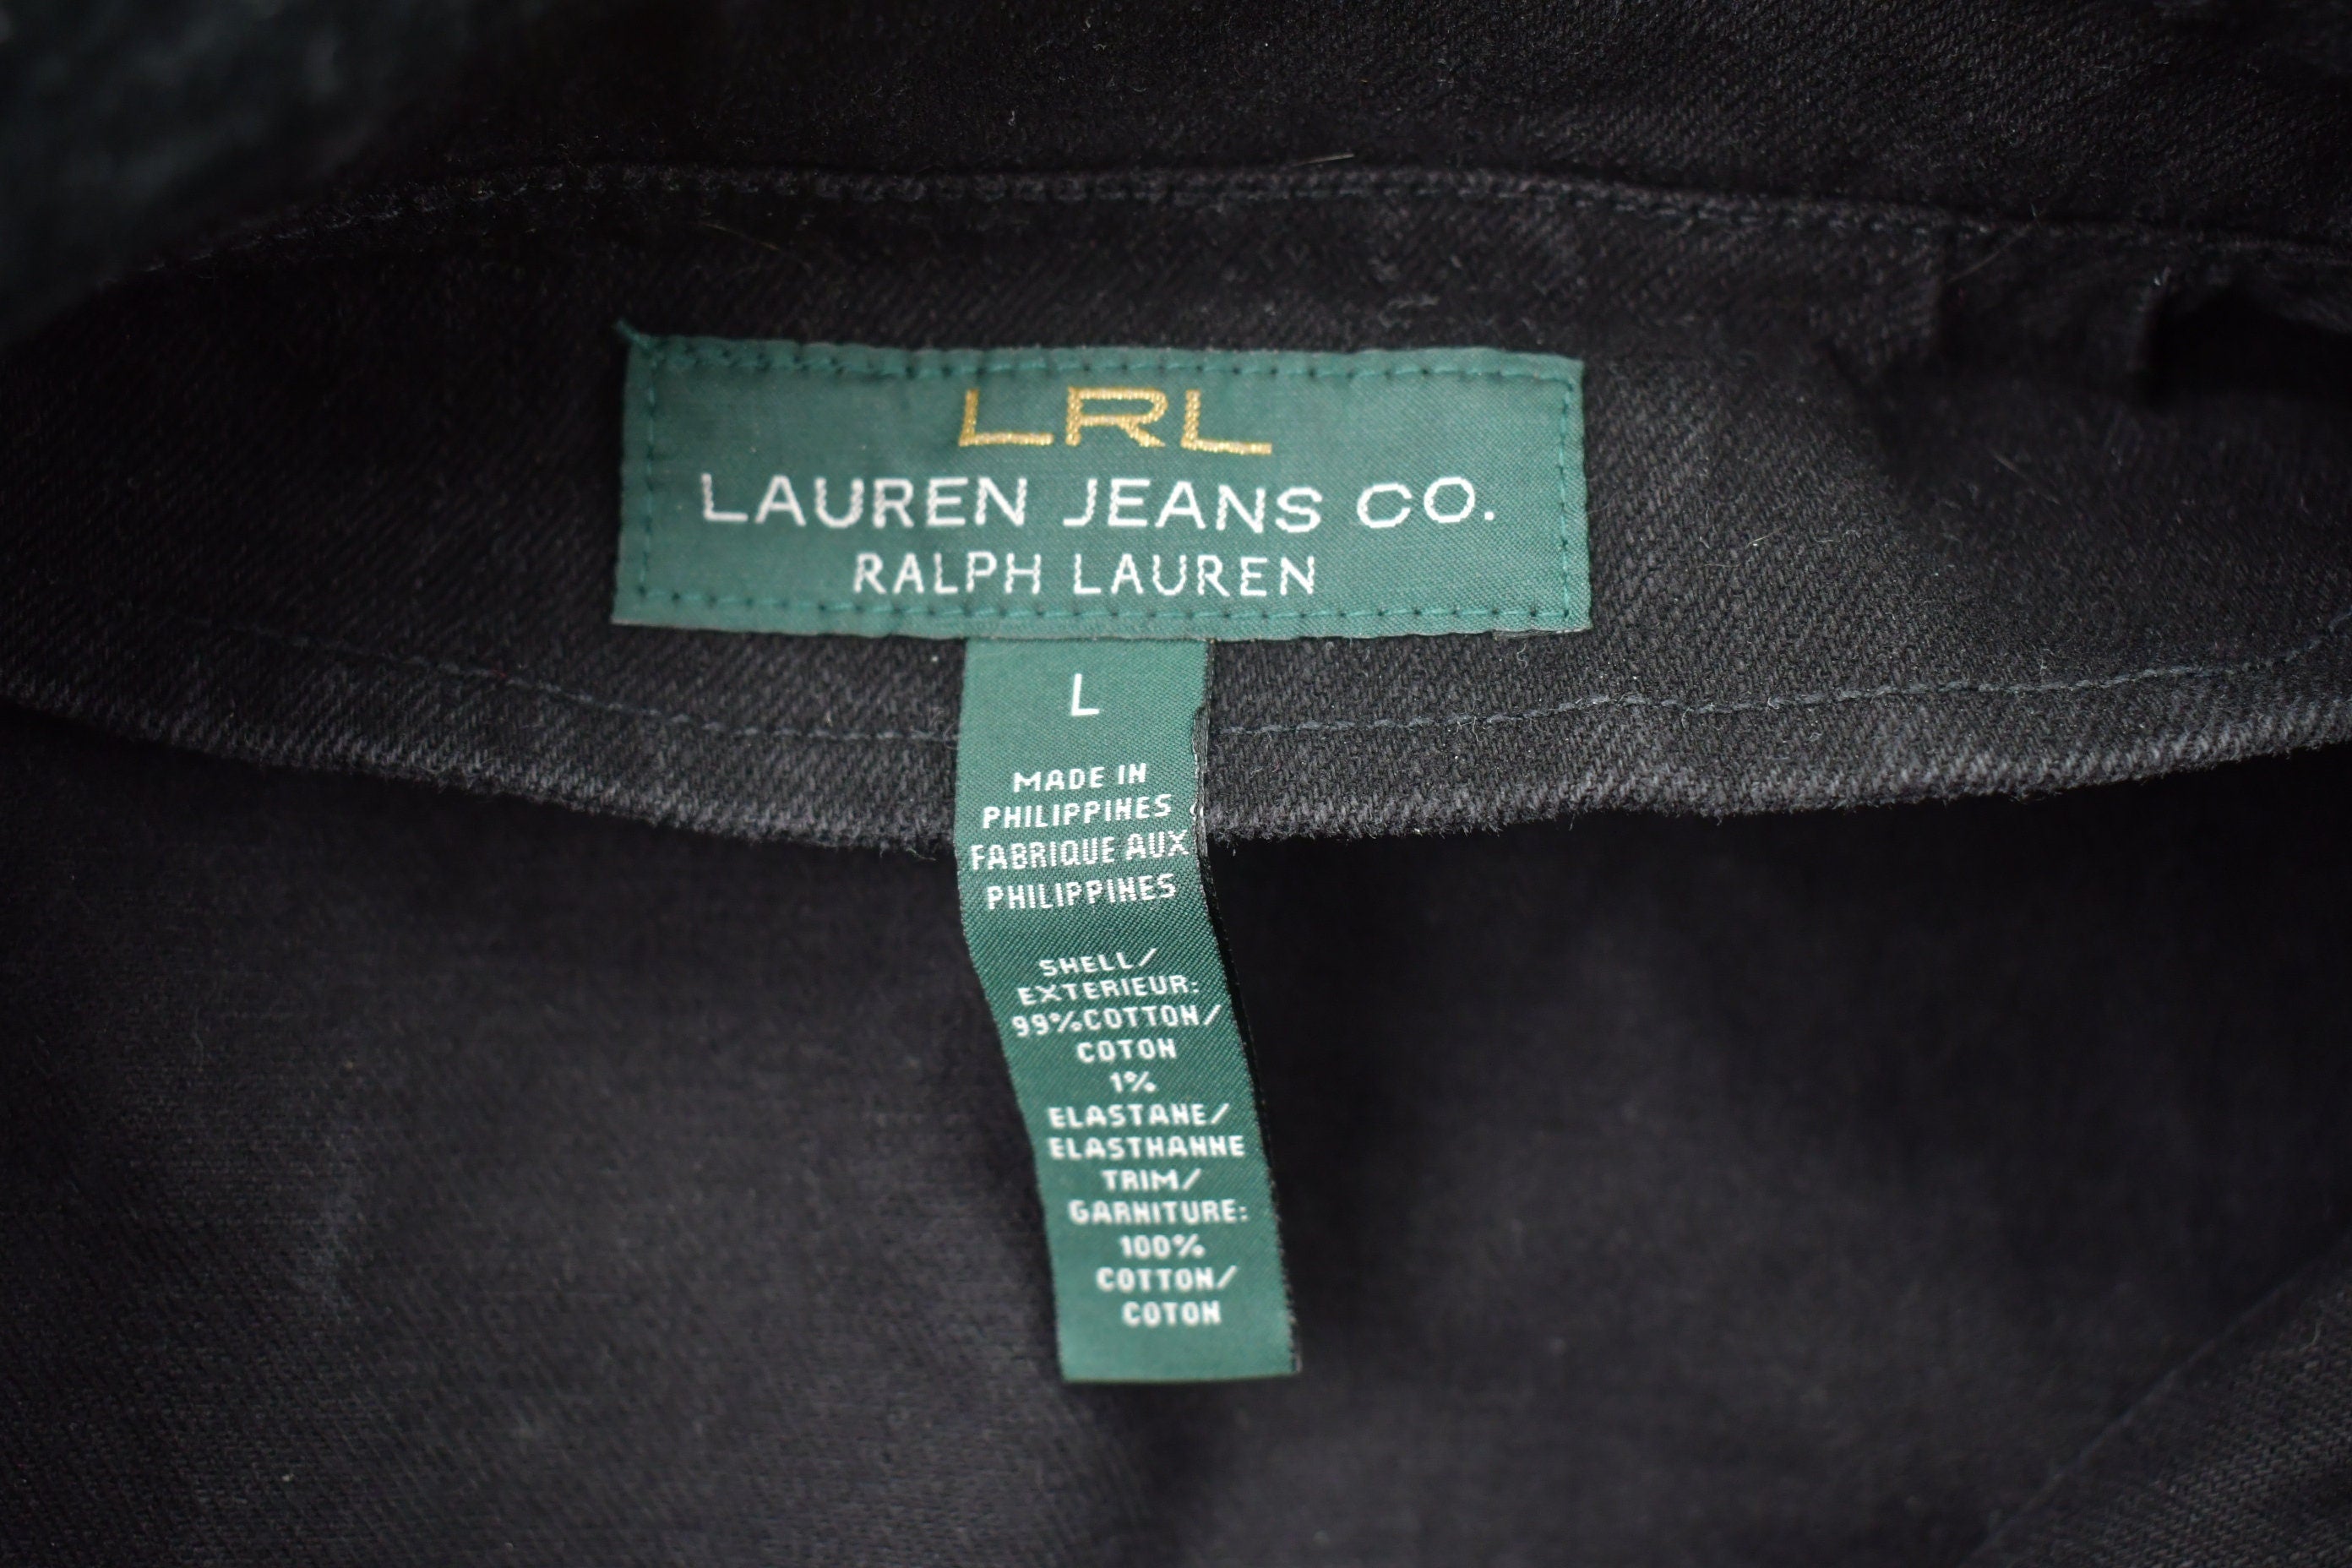 LRL
LAUREN JEANS CO.
RALPH LAUREN
L
MADE IN
PHILIPPINES
FABRIQUE AUX
PHILIPPINES
SHELL/
EXTERIEUR:
99%COTTON/
COTON
1%
ELASTANE/
ELASTHANNE
TRIM/
GARNITURE:
100%
COTTON/
COTON